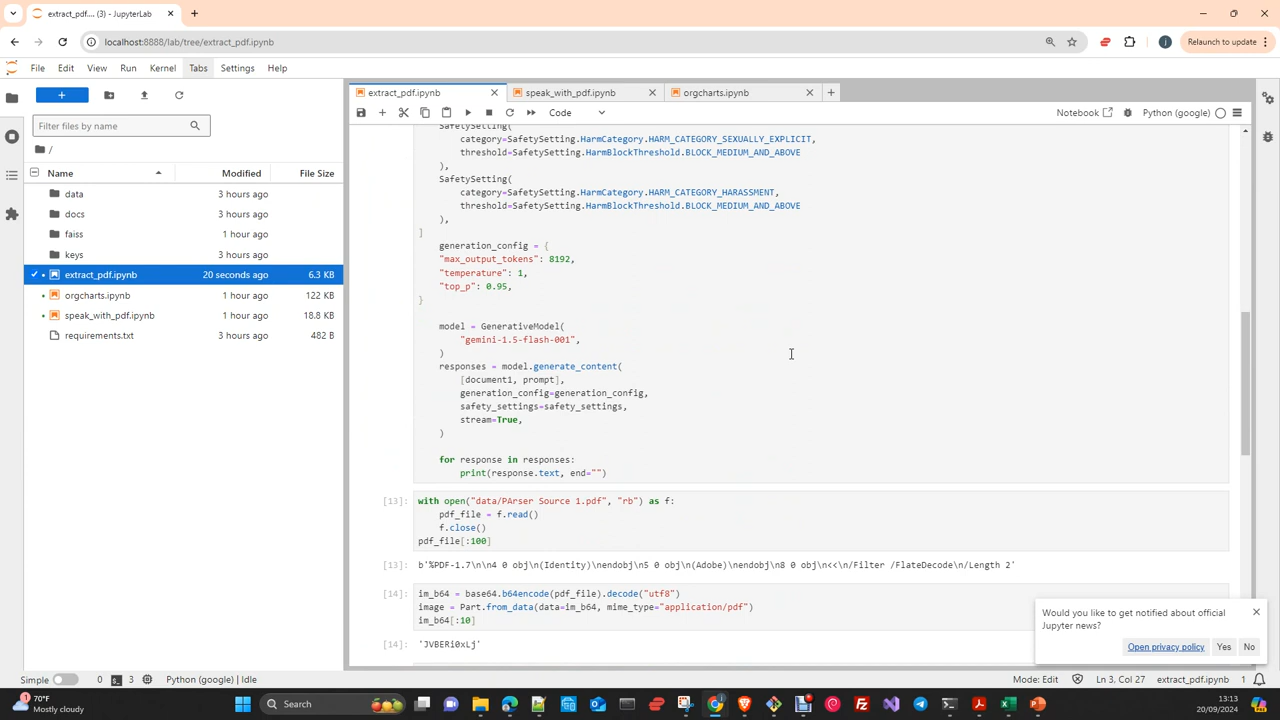 extract_pdf.... (3) - JupyterLab
localhost:8888/lab/tree/extract_pdf.ipynb
Relaunch to update
File Edit View Run Kernel Tabs Settings Help
extract_pdf.ipynb
speak_with_pdf.ipynb
orgcharts.ipynb
Code
Notebook
Python (google)
Filter files by name
/
Name Modified File Size
data 3 hours ago
docs 3 hours ago
faiss 1 hour ago
keys 3 hours ago
extract_pdf.ipynb 20 seconds ago 6.3 KB
orgcharts.ipynb 1 hour ago 122 KB
speak_with_pdf.ipynb 1 hour ago 18.8 KB
requirements.txt 3 hours ago 482 B
SafetySetting(
category=SafetySetting.HarmCategory.HARM_CATEGORY_SEXUALLY_EXPLICIT,
threshold=SafetySetting.HarmBlockThreshold.BLOCK_MEDIUM_AND_ABOVE
),
SafetySetting(
category=SafetySetting.HarmCategory.HARM_CATEGORY_HARASSMENT,
threshold=SafetySetting.HarmBlockThreshold.BLOCK_MEDIUM_AND_ABOVE
),
]
generation_config = {
"max_output_tokens": 8192,
"temperature": 1,
"top_p": 0.95,
}
model = GenerativeModel(
"gemini-1.5-flash-001",
)
responses = model.generate_content(
[document1, prompt],
generation_config=generation_config,
safety_settings=safety_settings,
stream=True,
)
for response in responses:
print(response.text, end="")
[13]: with open("data/PArser Source 1.pdf", "rb") as f:
pdf_file = f.read()
f.close()
pdf_file[:100]
[13]: b'%PDF-1.7\n\n4 0 obj\n(Identity)\nendobj\n5 0 obj\n(Adobe)\nendobj\n8 0 obj\n<<\n/Filter /FlateDecode\n/Length 2'
[14]: im_b64 = base64.b64encode(pdf_file).decode("utf8")
image = Part.from_data(data=im_b64, mime_type="application/pdf")
im_b64[:10]
[14]: 'JVBERi0xLj'
Would you like to get notified about official
Jupyter news?
Open privacy policy Yes No
Simple 0 3 Python (google) | Idle
Mode: Edit Ln 3, Col 27 extract_pdf.ipynb 1
70°F
Mostly cloudy
Search
13:13
20/09/2024